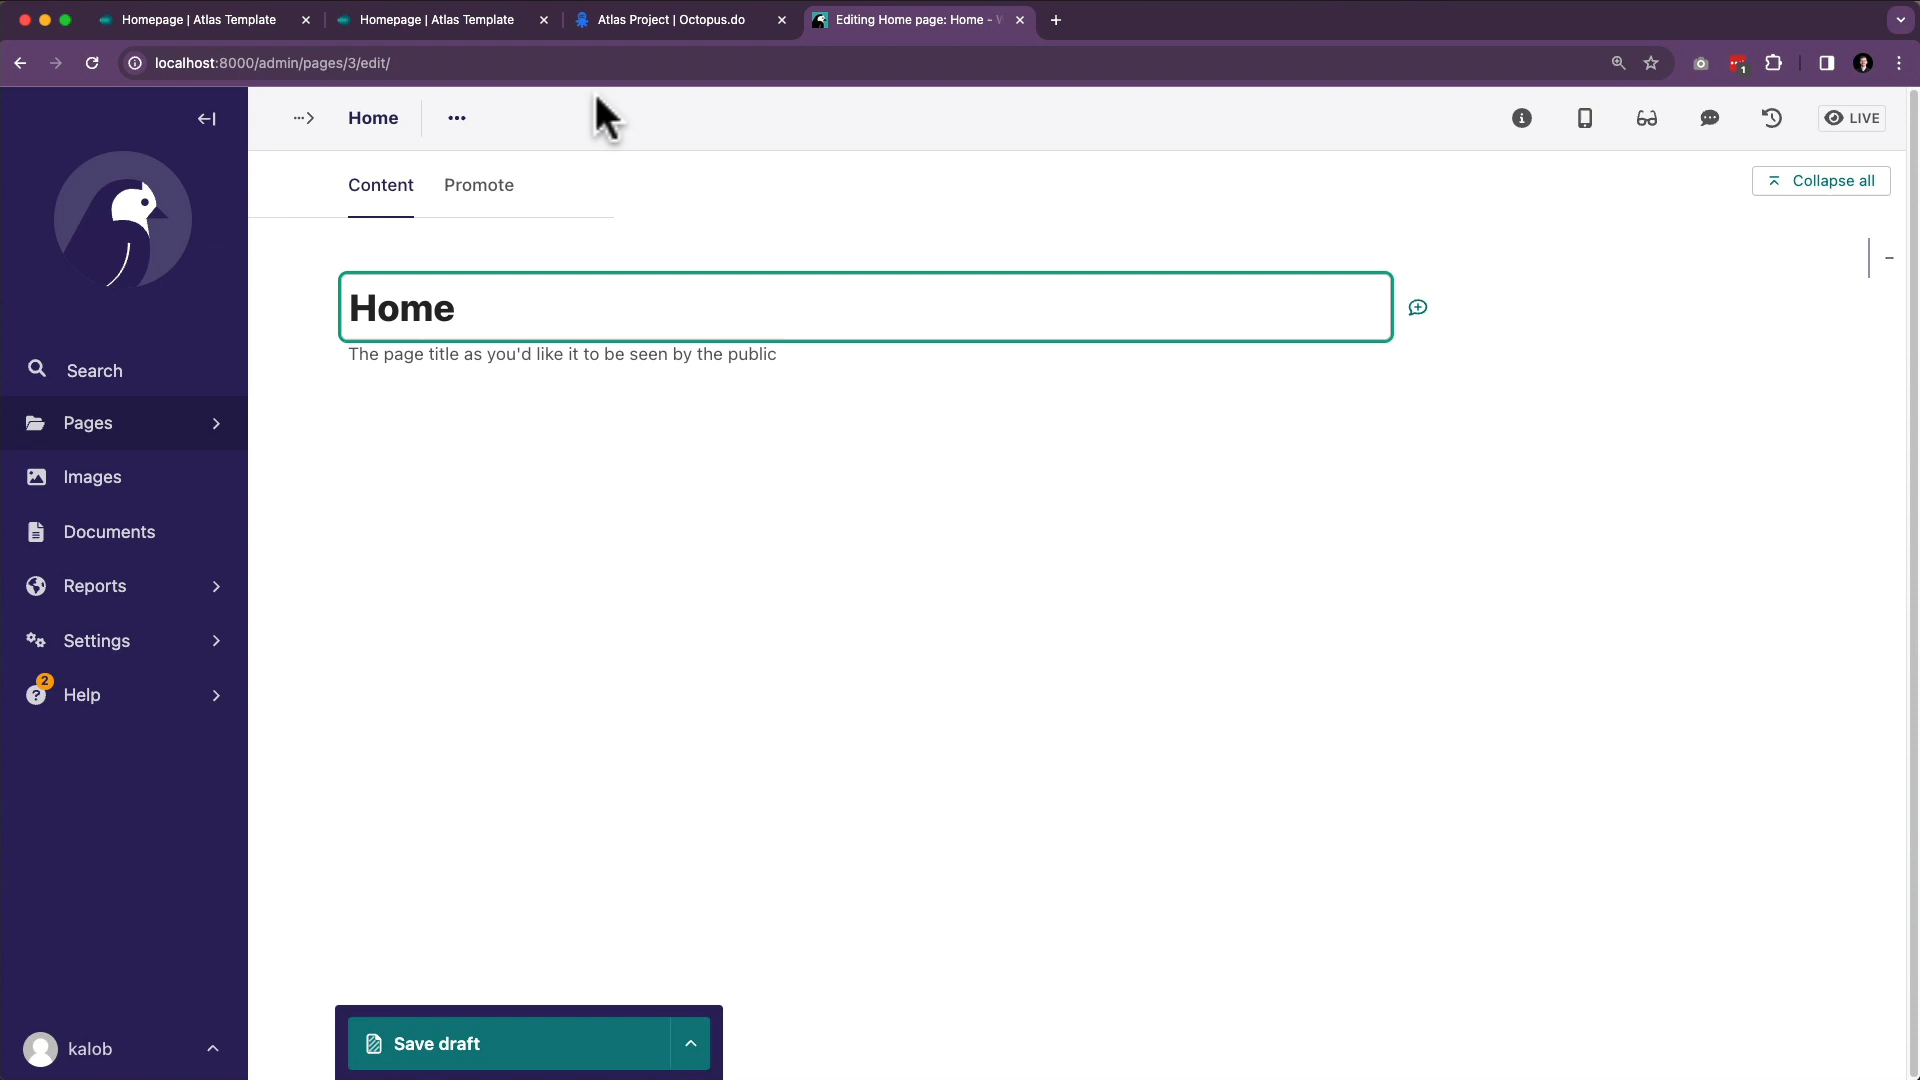 Homepage | Atlas Template
Homepage | Atlas Template
Atlas Project | Octopus.do
Editing Home page: Home - W
localhost:8000/admin/pages/3/edit/
1
Home
LIVE
Content
Promote
Collapse all
Home
The page title as you'd like it to be seen by the public
Search
Pages
Images
Documents
Reports
Settings
2
Help
kalob
Save draft